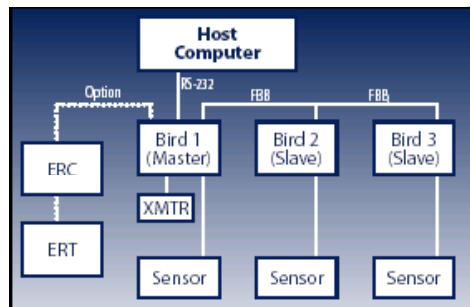 Host
Computer
RS-232
Option
FBB
FBB
Bird 1
(Master)
Bird 2
(Slave)
Bird 3
(Slave)
ERC
XMTR
ERT
Sensor
Sensor
Sensor